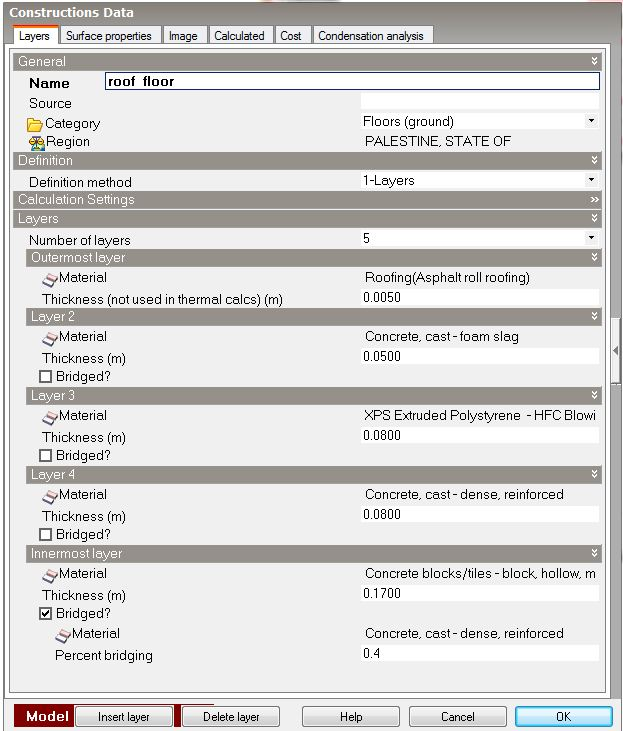 Constructions Data
Layers Surface properties Image Calculated Cost Condensation analysis
General
Name roof floor
Source
Category Floors (ground)
Region PALESTINE, STATE OF
Definition
Definition method 1-Layers
Calculation Settings
Layers
Number of layers 5
Outermost layer
Material Roofing(Asphalt roll roofing)
Thickness (not used in thermal calcs) (m) 0.0050
Layer 2
Material Concrete, cast - foam slag
Thickness (m) 0.0500
Bridged?
Layer 3
Material XPS Extruded Polystyrene - HFC Blowi
Thickness (m) 0.0800
Bridged?
Layer 4
Material Concrete, cast - dense, reinforced
Thickness (m) 0.0800
Bridged?
Innermost layer
Material Concrete blocks/tiles - block, hollow, m
Thickness (m) 0.1700
Bridged?
Material Concrete, cast - dense, reinforced
Percent bridging 0.4
Model Insert layer Delete layer Help Cancel OK